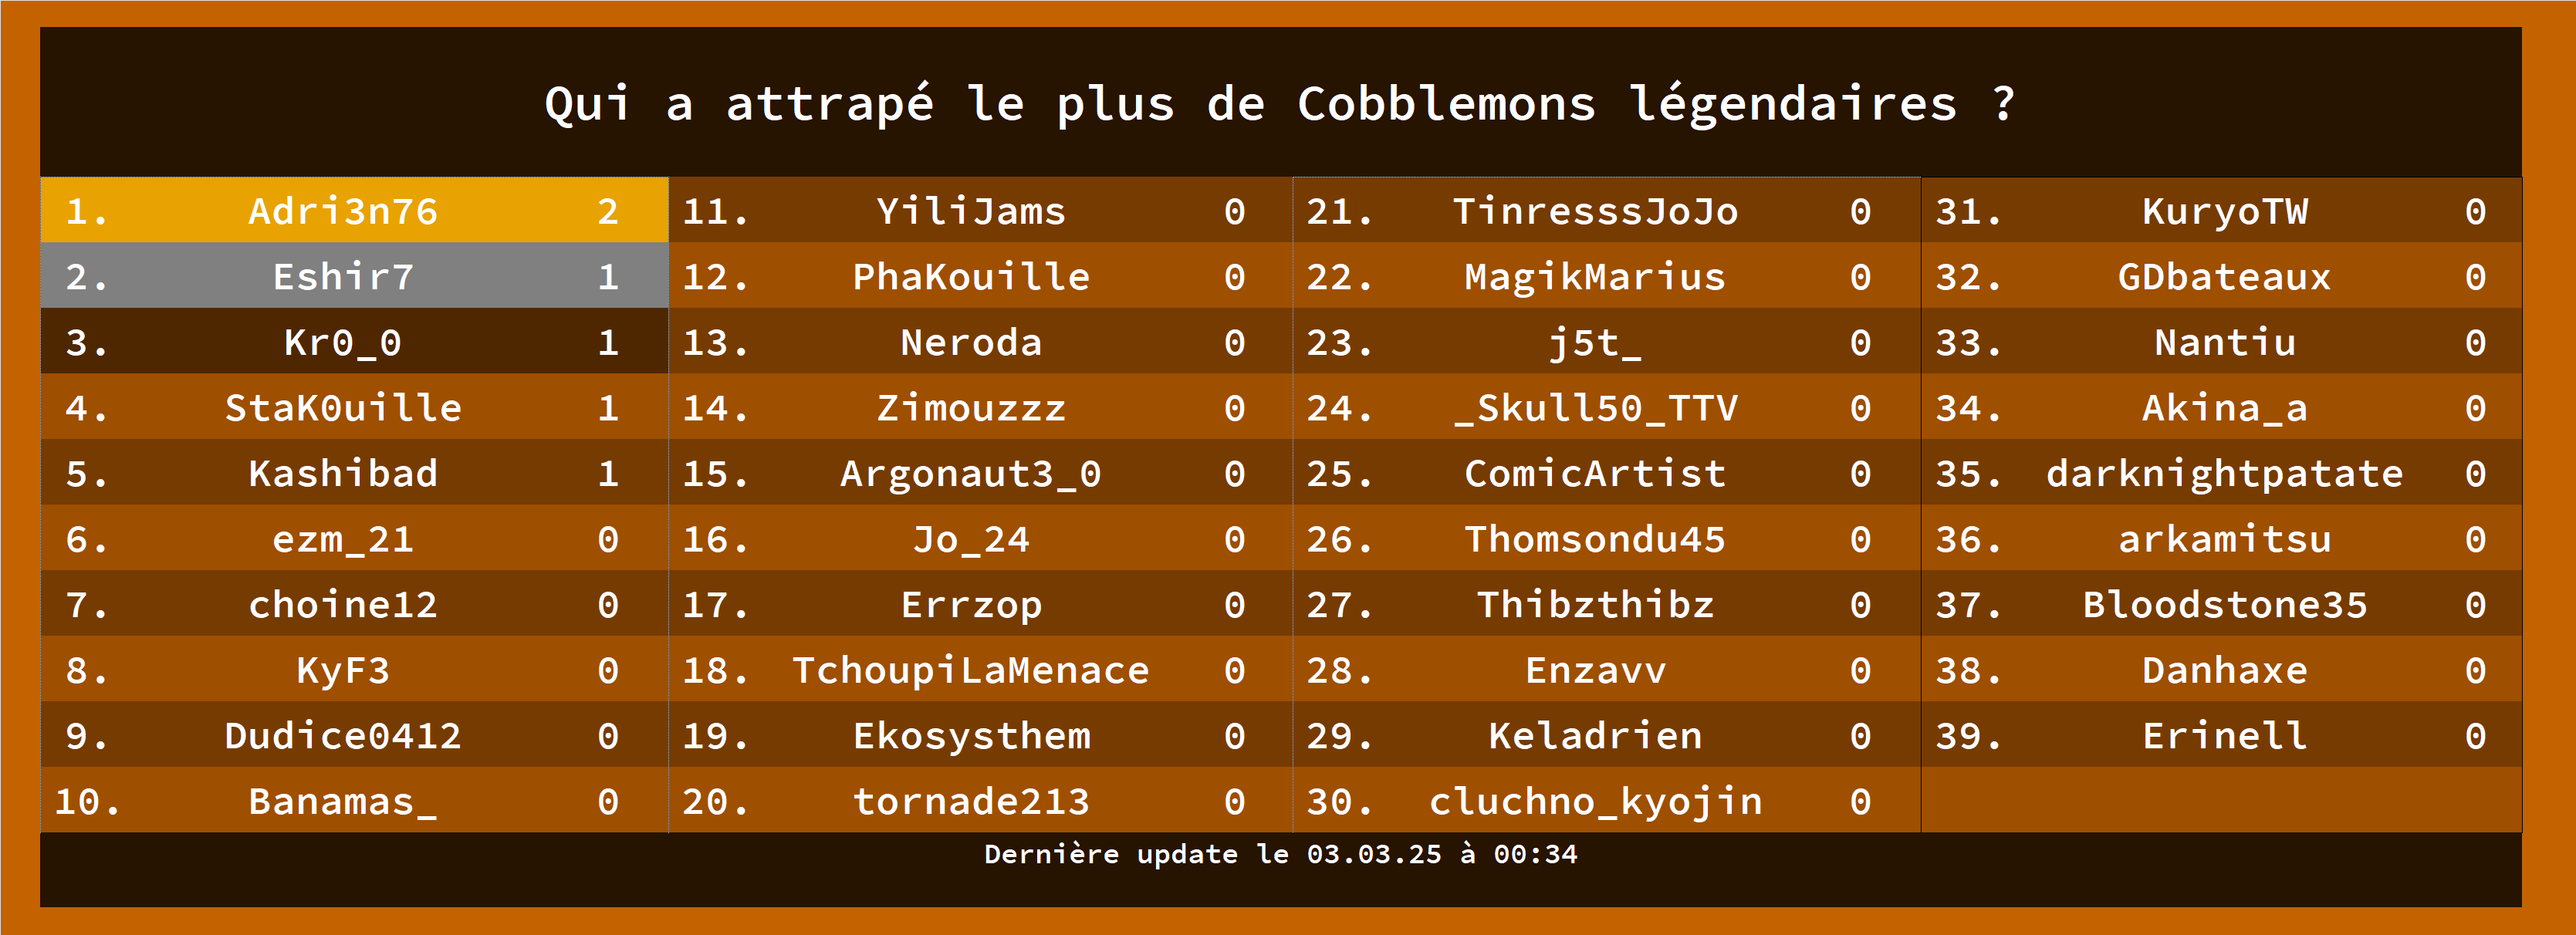 Qui a attrapé le plus de Cobblemons légendaires ?
1. Adri3n76 2
2. Eshir7 1
3. Kr0_0 1
4. StaK0uille 1
5. Kashibad 1
6. ezm_21 0
7. choine12 0
8. KyF3 0
9. Dudice0412 0
10. Banamas_ 0
11. YiliJams 0
12. PhaKouille 0
13. Neroda 0
14. Zimouzzz 0
15. Argonaut3_0 0
16. Jo_24 0
17. Errzop 0
18. TchoupiLaMenace 0
19. Ekosysthem 0
20. tornade213 0
21. TinresssJoJo 0
22. MagikMarius 0
23. j5t_ 0
24. _Skull50_TTV 0
25. ComicArtist 0
26. Thomsondu45 0
27. Thibzthibz 0
28. Enzavv 0
29. Keladrien 0
30. cluchno_kyojin 0
31. KuryoTW 0
32. GDbateaux 0
33. Nantiu 0
34. Akina_a 0
35. darknightpatate 0
36. arkamitsu 0
37. Bloodstone35 0
38. Danhaxe 0
39. Erinell 0
Dernière update le 03.03.25 à 00:34